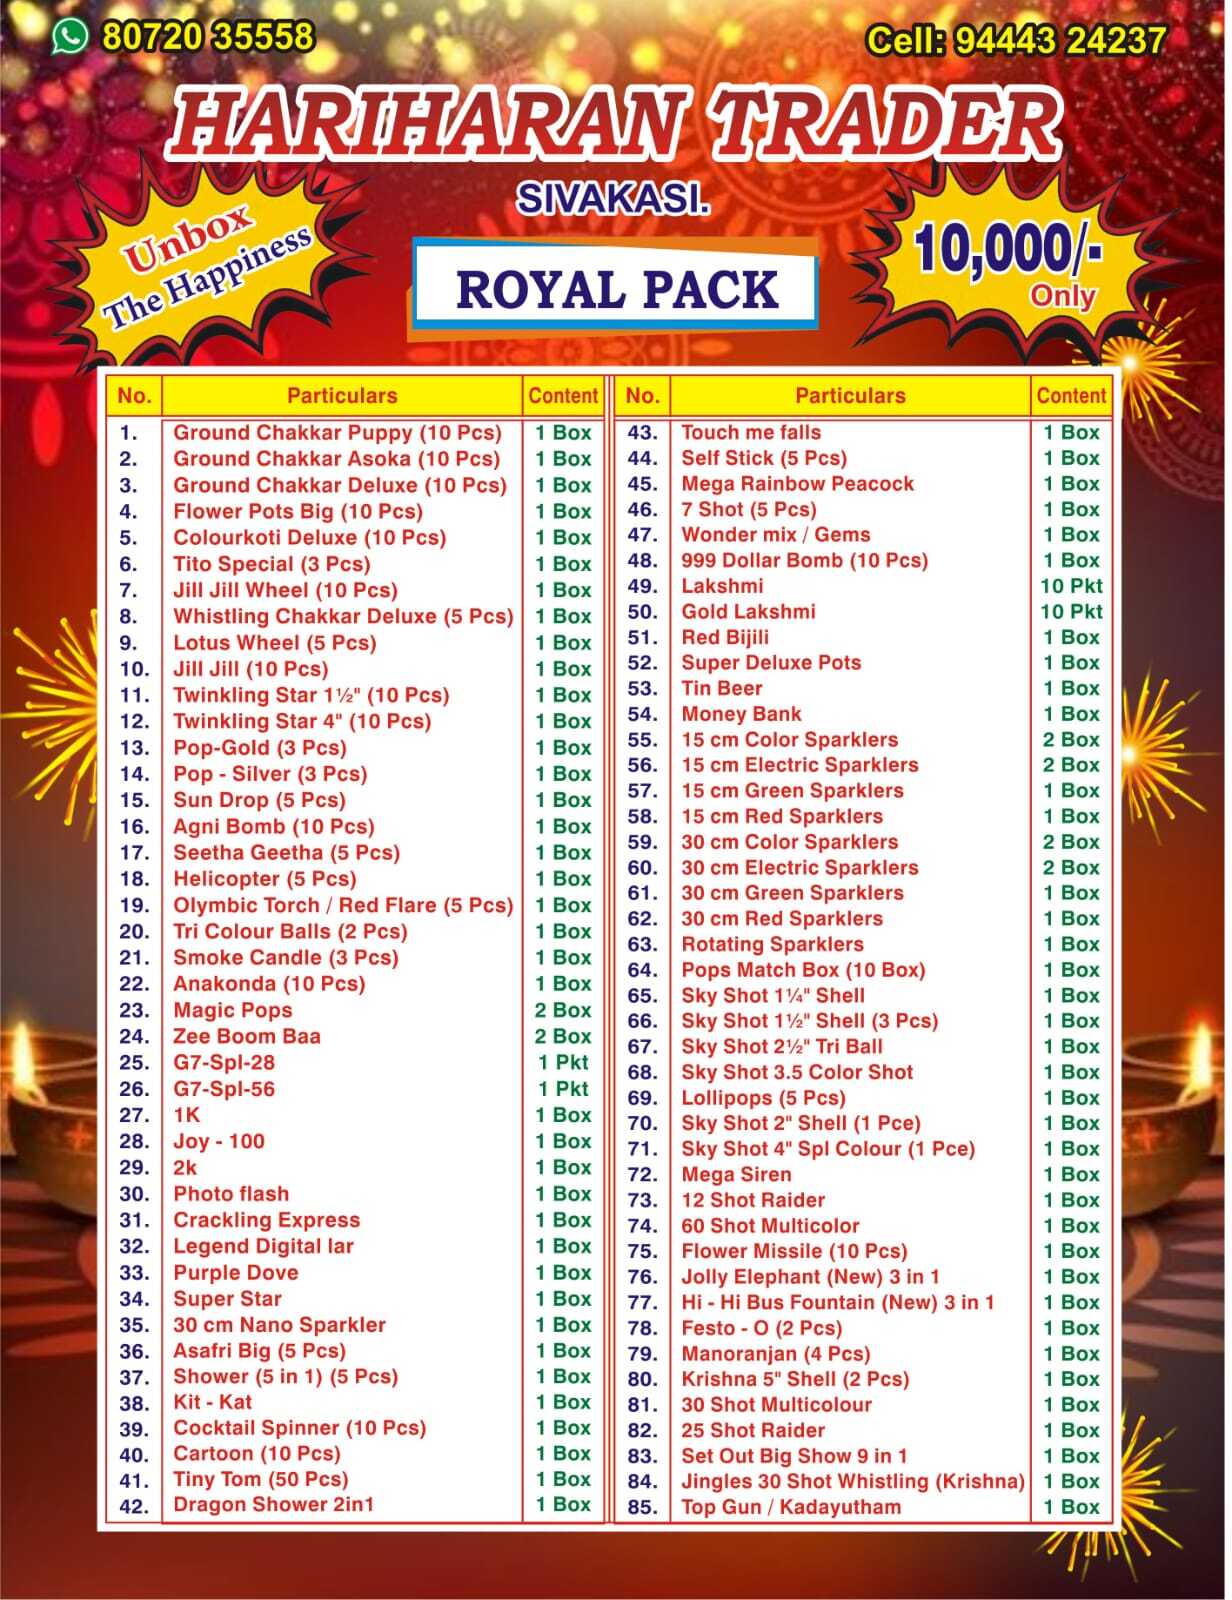 80720 35558
Cell: 94443 24237
HARIHARAN TRADER
SIVAKASI.
Unbox
The Happiness
ROYAL PACK
10,000/-
Only
No. Particulars Content
1. Ground Chakkar Puppy (10 Pcs) 1 Box
2. Ground Chakkar Asoka (10 Pcs) 1 Box
3. Ground Chakkar Deluxe (10 Pcs) 1 Box
4. Flower Pots Big (10 Pcs) 1 Box
5. Colourkoti Deluxe (10 Pcs) 1 Box
6. Tito Special (3 Pcs) 1 Box
7. Jill Jill Wheel (10 Pcs) 1 Box
8. Whistling Chakkar Deluxe (5 Pcs) 1 Box
9. Lotus Wheel (5 Pcs) 1 Box
10. Jill Jill (10 Pcs) 1 Box
11. Twinkling Star 1½" (10 Pcs) 1 Box
12. Twinkling Star 4" (10 Pcs) 1 Box
13. Pop-Gold (3 Pcs) 1 Box
14. Pop - Silver (3 Pcs) 1 Box
15. Sun Drop (5 Pcs) 1 Box
16. Agni Bomb (10 Pcs) 1 Box
17. Seetha Geetha (5 Pcs) 1 Box
18. Helicopter (5 Pcs) 1 Box
19. Olymbic Torch / Red Flare (5 Pcs) 1 Box
20. Tri Colour Balls (2 Pcs) 1 Box
21. Smoke Candle (3 Pcs) 1 Box
22. Anakonda (10 Pcs) 1 Box
23. Magic Pops 2 Box
24. Zee Boom Baa 2 Box
25. G7-Spl-28 1 Pkt
26. G7-Spl-56 1 Pkt
27. 1K 1 Box
28. Joy - 100 1 Box
29. 2k 1 Box
30. Photo flash 1 Box
31. Crackling Express 1 Box
32. Legend Digital lar 1 Box
33. Purple Dove 1 Box
34. Super Star 1 Box
35. 30 cm Nano Sparkler 1 Box
36. Asafri Big (5 Pcs) 1 Box
37. Shower (5 in 1) (5 Pcs) 1 Box
38. Kit - Kat 1 Box
39. Cocktail Spinner (10 Pcs) 1 Box
40. Cartoon (10 Pcs) 1 Box
41. Tiny Tom (50 Pcs) 1 Box
42. Dragon Shower 2in1 1 Box
No. Particulars Content
43. Touch me falls 1 Box
44. Self Stick (5 Pcs) 1 Box
45. Mega Rainbow Peacock 1 Box
46. 7 Shot (5 Pcs) 1 Box
47. Wonder mix / Gems 1 Box
48. 999 Dollar Bomb (10 Pcs) 1 Box
49. Lakshmi 10 Pkt
50. Gold Lakshmi 10 Pkt
51. Red Bijili 1 Box
52. Super Deluxe Pots 1 Box
53. Tin Beer 1 Box
54. Money Bank 1 Box
55. 15 cm Color Sparklers 2 Box
56. 15 cm Electric Sparklers 2 Box
57. 15 cm Green Sparklers 1 Box
58. 15 cm Red Sparklers 1 Box
59. 30 cm Color Sparklers 2 Box
60. 30 cm Electric Sparklers 2 Box
61. 30 cm Green Sparklers 1 Box
62. 30 cm Red Sparklers 1 Box
63. Rotating Sparklers 1 Box
64. Pops Match Box (10 Box) 1 Box
65. Sky Shot 1¼" Shell 1 Box
66. Sky Shot 1½" Shell (3 Pcs) 1 Box
67. Sky Shot 2½" Tri Ball 1 Box
68. Sky Shot 3.5 Color Shot 1 Box
69. Lollipops (5 Pcs) 1 Box
70. Sky Shot 2" Shell (1 Pce) 1 Box
71. Sky Shot 4" Spl Colour (1 Pce) 1 Box
72. Mega Siren 1 Box
73. 12 Shot Raider 1 Box
74. 60 Shot Multicolor 1 Box
75. Flower Missile (10 Pcs) 1 Box
76. Jolly Elephant (New) 3 in 1 1 Box
77. Hi - Hi Bus Fountain (New) 3 in 1 1 Box
78. Festo - O (2 Pcs) 1 Box
79. Manoranjan (4 Pcs) 1 Box
80. Krishna 5" Shell (2 Pcs) 1 Box
81. 30 Shot Multicolour 1 Box
82. 25 Shot Raider 1 Box
83. Set Out Big Show 9 in 1 1 Box
84. Jingles 30 Shot Whistling (Krishna) 1 Box
85. Top Gun / Kadayutham 1 Box